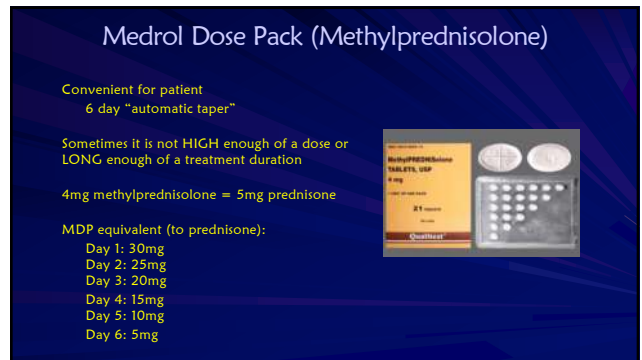 Medrol Dose Pack (Methylprednisolone)
Convenient for patient
6 day “automatic taper”
Sometimes it is not HIGH enough of a dose or
LONG enough of a treatment duration
4mg methylprednisolone = 5mg prednisone
MDP equivalent (to prednisone):
Day 1: 30mg
Day 2: 25mg
Day 3: 20mg
Day 4: 15mg
Day 5: 10mg
Day 6: 5mg
MethylPREDNISolone
TABLETS, USP
4 mg
21
Qualitest